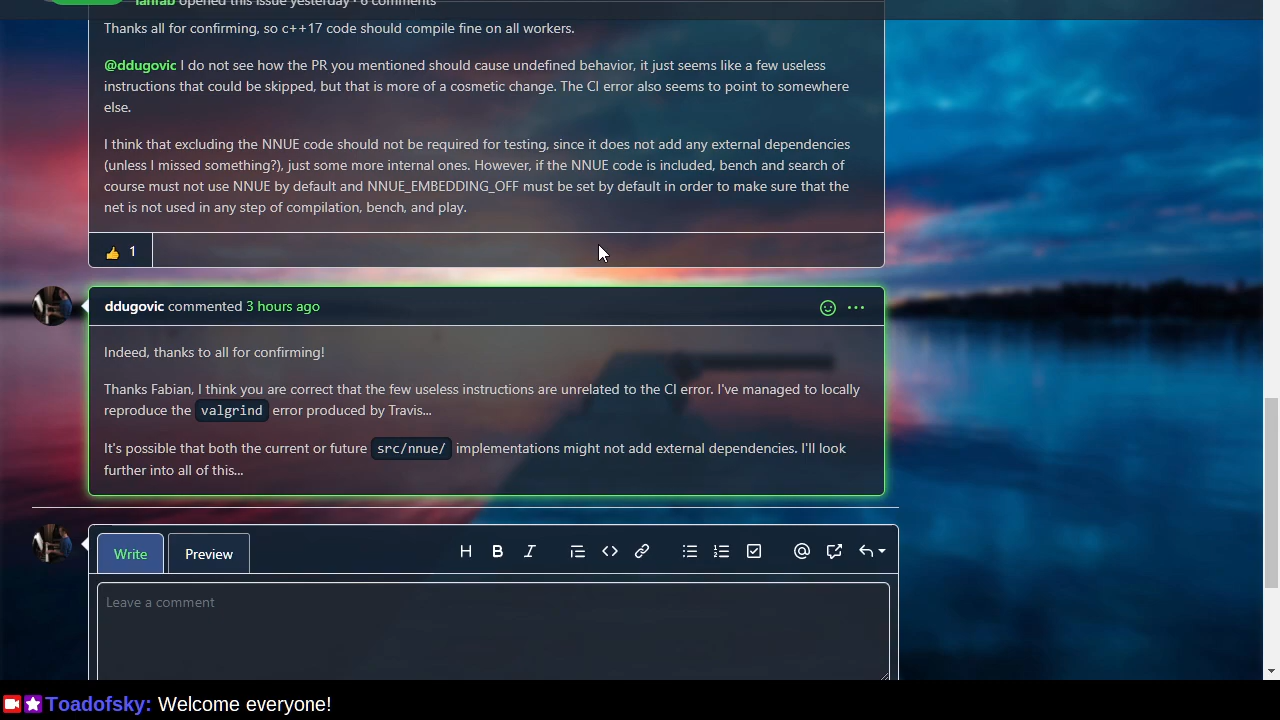 ianfab opened this issue yesterday · 6 comments
Thanks all for confirming, so c++17 code should compile fine on all workers.
@ddugovic I do not see how the PR you mentioned should cause undefined behavior, it just seems like a few useless
instructions that could be skipped, but that is more of a cosmetic change. The CI error also seems to point to somewhere
else.
I think that excluding the NNUE code should not be required for testing, since it does not add any external dependencies
(unless I missed something?), just some more internal ones. However, if the NNUE code is included, bench and search of
course must not use NNUE by default and NNUE_EMBEDDING_OFF must be set by default in order to make sure that the
net is not used in any step of compilation, bench, and play.
👍 1
ddugovic commented 3 hours ago
Indeed, thanks to all for confirming!
Thanks Fabian, I think you are correct that the few useless instructions are unrelated to the CI error. I've managed to locally
reproduce the valgrind error produced by Travis...
It's possible that both the current or future src/nnue/ implementations might not add external dependencies. I'll look
further into all of this...
Write Preview
Leave a comment
Toadofsky: Welcome everyone!